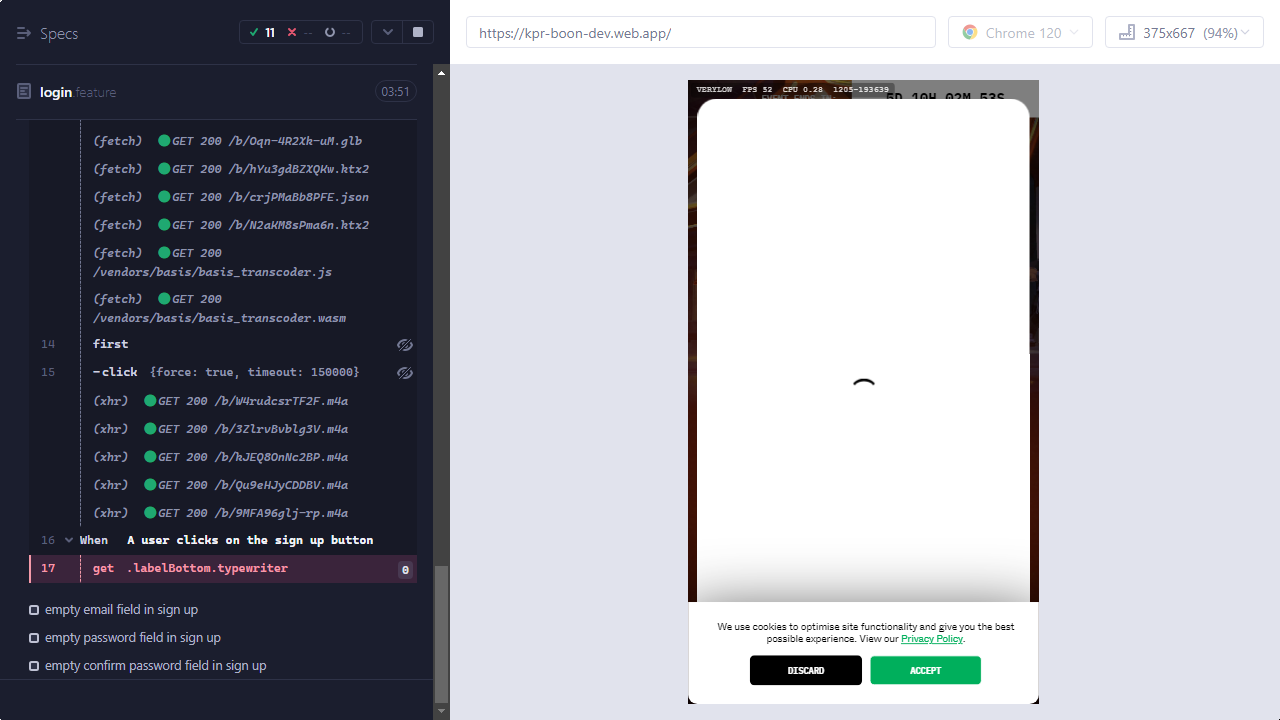 Specs
11 -- --
login.feature 03:51
(fetch) GET 200 /b/Oqn-4R2Xk-uM.glb
(fetch) GET 200 /b/hYu3gdBZXQKw.ktx2
(fetch) GET 200 /b/crjPMaBb8PFE.json
(fetch) GET 200 /b/N2aKM8sPma6n.ktx2
(fetch) GET 200
/vendors/basis/basis_transcoder.js
(fetch) GET 200
/vendors/basis/basis_transcoder.wasm
14 first
15 -click {force: true, timeout: 150000}
(xhr) GET 200 /b/W4rudcsrTF2F.m4a
(xhr) GET 200 /b/3ZlrvBvblg3V.m4a
(xhr) GET 200 /b/kJEQ8OnNc2BP.m4a
(xhr) GET 200 /b/Qu9eHJyCDDBV.m4a
(xhr) GET 200 /b/9MFA96glj-rp.m4a
16 When A user clicks on the sign up button
17 get .labelBottom.typewriter 0
empty email field in sign up
empty password field in sign up
empty confirm password field in sign up
https://kpr-boon-dev.web.app/
Chrome 120
375x667 (94%)
VERYLOW FPS 52 CPU 0.28 1205-193639
EVENT ENDS IN: 5D 10H 02M 53S
We use cookies to optimise site functionality and give you the best
possible experience. View our Privacy Policy.
DISCARD ACCEPT